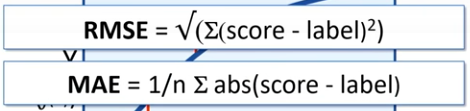 RMSE = √(Σ(score - label)²)
MAE = 1/n Σ abs(score - label)